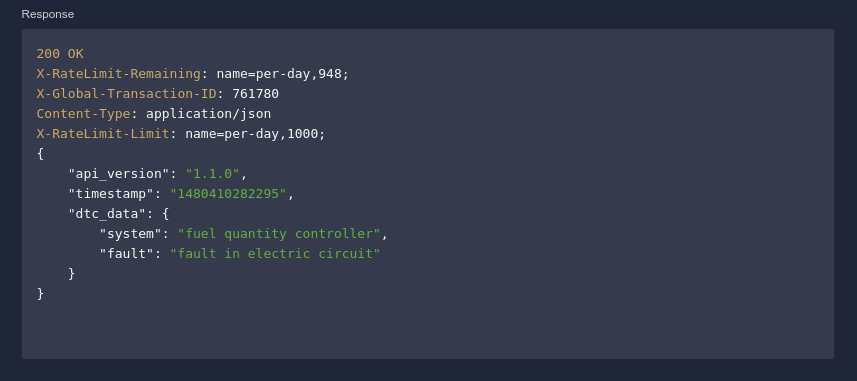 Response
200 OK
X-RateLimit-Remaining: name=per-day,948;
X-Global-Transaction-ID: 761780
Content-Type: application/json
X-RateLimit-Limit: name=per-day,1000;
{
    "api_version": "1.1.0",
    "timestamp": "1480410282295",
    "dtc_data": {
        "system": "fuel quantity controller",
        "fault": "fault in electric circuit"
    }
}